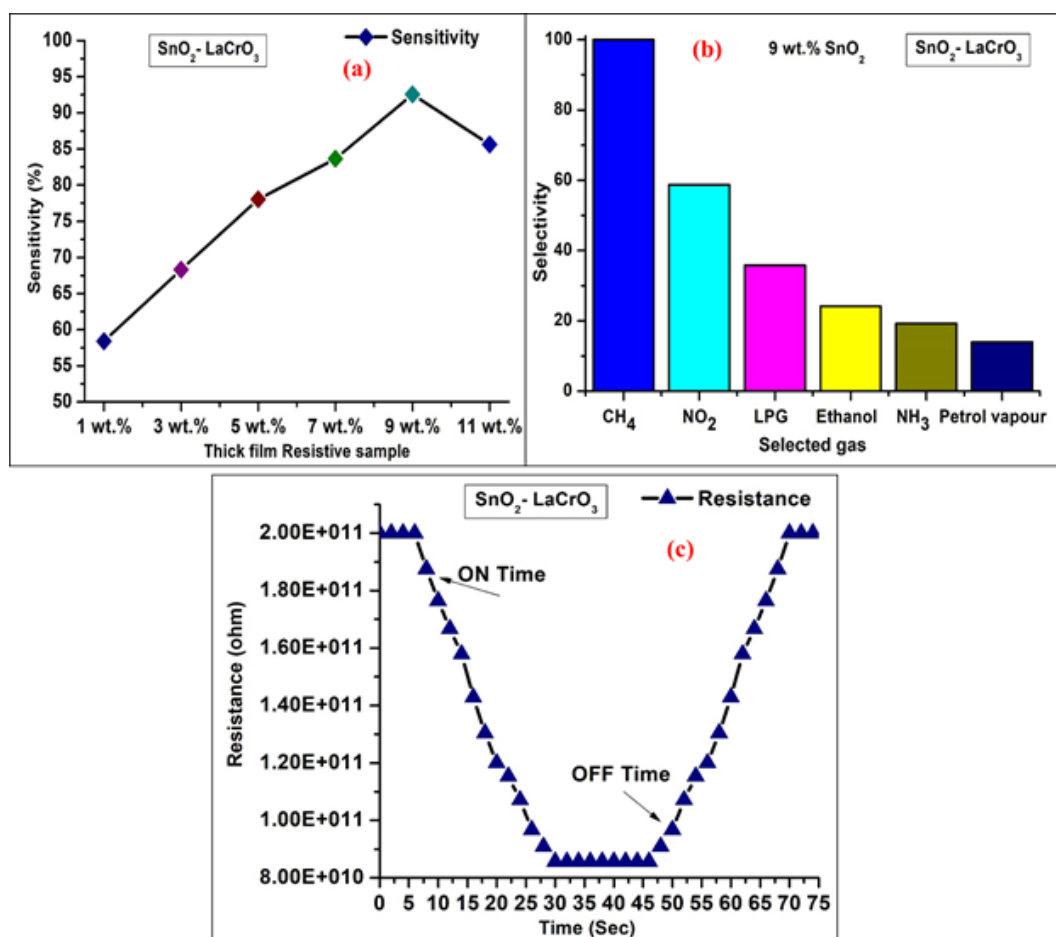 SnO2- LaCrO3
Sensitivity
(a)
Sensitivity (%)
100
95
90
85
80
75
70
65
60
55
50
1 wt.% 3 wt.% 5 wt.% 7 wt.% 9 wt.% 11 wt.%
Thick film Resistive sample
(b)
9 wt.% SnO2
SnO2- LaCrO3
Selectivity
100
80
60
40
20
0
CH4 NO2 LPG Ethanol NH3 Petrol vapour
Selected gas
SnO2- LaCrO3
Resistance
(c)
ON Time
OFF Time
Resistance (ohm)
2.00E+011
1.80E+011
1.60E+011
1.40E+011
1.20E+011
1.00E+011
8.00E+010
0 5 10 15 20 25 30 35 40 45 50 55 60 65 70 75
Time (Sec)